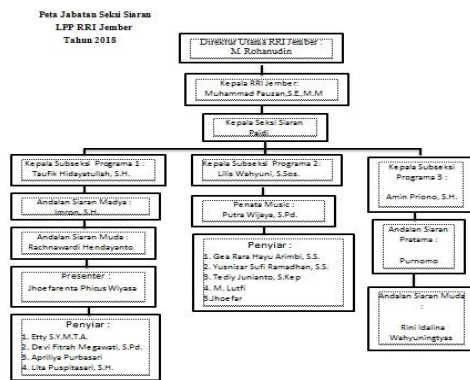 Peta Jabatan Seksi Siaran
LPP RRI Jember
Tahun 2018
Direktur Utama RRI Jember :
M. Rohanudin
Kepala RRI Jember:
Muhammad Fauzan,S.E.,M.M
Kepala Seksi Siaran
Paidi
Kepala Subseksi Programa 1 :
Taufik Hidayatullah, S.H.
Andalan Siaran Madya :
Imron, S.H.
Andalan Siaran Muda :
Rachnawardi Hendayanto
Presenter :
Jhoefarenta Phicus Wiyasa
Penyiar :
1. Etty S.Y.M.T.A.
2. Devi Fitrah Megawati, S.Pd.
3. Apriliya Purbasari
4. Lita Puspitasari, S.H.
Kepala Subseksi Programa 2:
Lilis Wahyuni, S.Sos.
Penata Music :
Putra Wijaya, S.Pd.
Penyiar :
1. Gea Rara Hayu Arimbi, S.S.
2. Yusnizar Sufi Ramadhan, S.S.
3. Tediy Junianto, S.Kep
4. M. Lutfi
5.Jhoefar
Kepala Subseksi
Programa 3 :
Amin Priono, S.H.
Andalan Siaran
Pratama :
Purnomo
Andalan Siaran Muda :
Rini Idalina
Wahyuningtyas